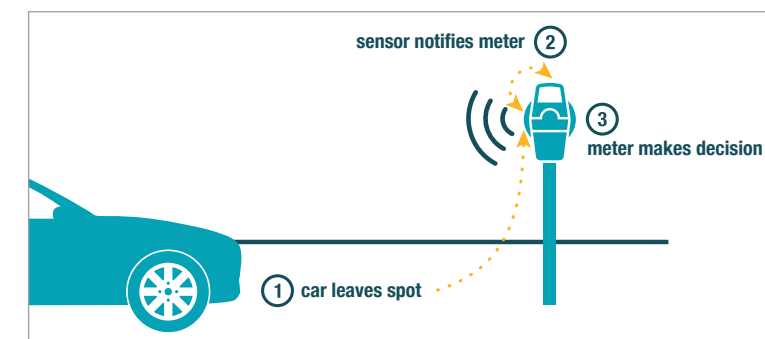 sensor notifies meter 2
3
meter makes decision
1 car leaves spot